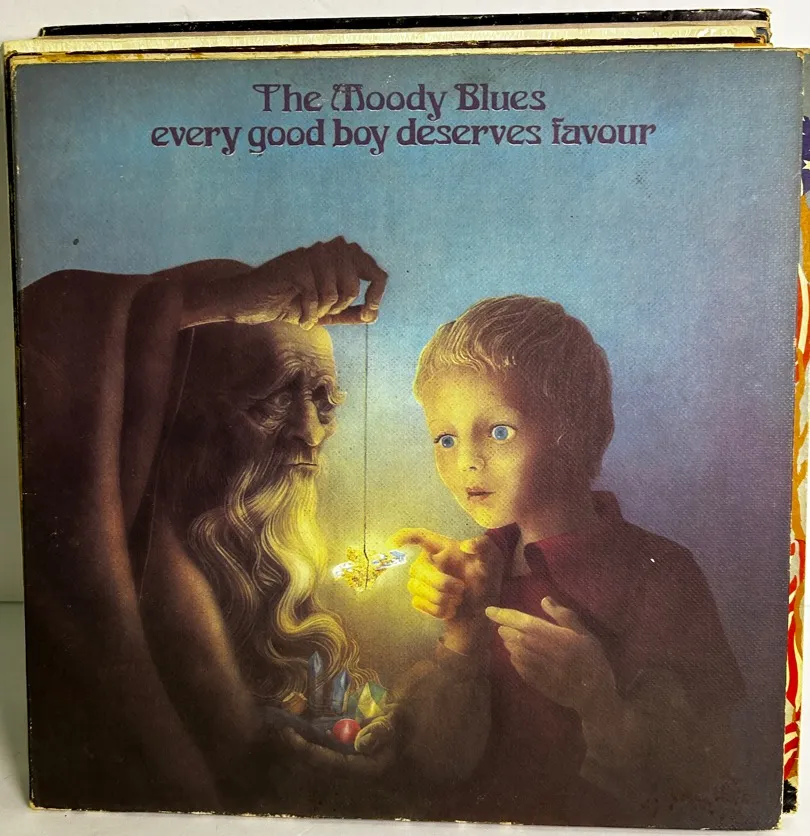 The Moody Blues
every good boy deserves favour